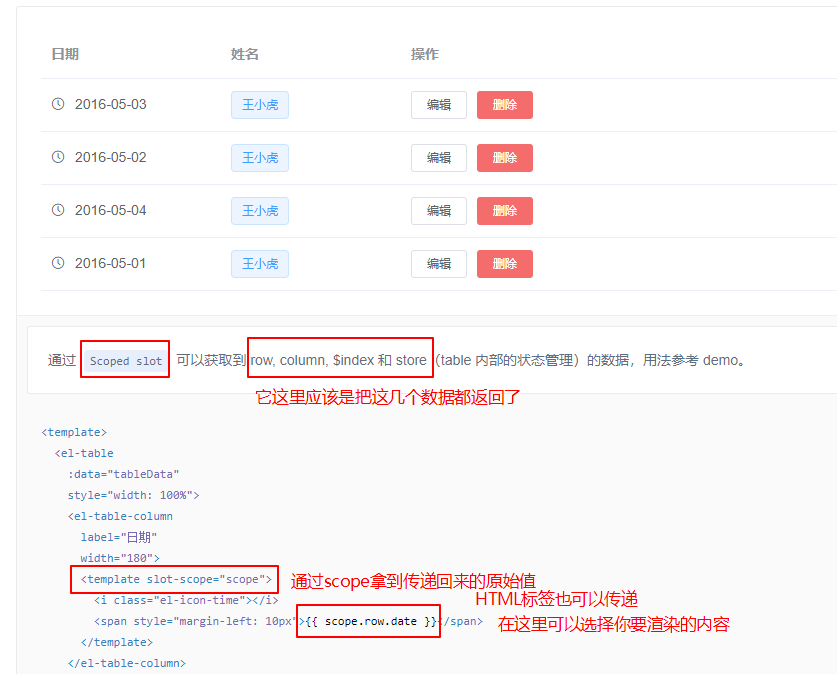 日期 姓名 操作
2016-05-03 王小虎 编辑 删除
2016-05-02 王小虎 编辑 删除
2016-05-04 王小虎 编辑 删除
2016-05-01 王小虎 编辑 删除
通过 Scoped slot 可以获取到 row, column, $index 和 store（table 内部的状态管理）的数据，用法参考 demo。
它这里应该是把这几个数据都返回了
<template>
<el-table
:data="tableData"
style="width: 100%">
<el-table-column
label="日期"
width="180">
<template slot-scope="scope"> 通过scope拿到传递回来的原始值
<i class="el-icon-time"></i> HTML标签也可以传递
<span style="margin-left: 10px">{{ scope.row.date }}</span> 在这里可以选择你要渲染的内容
</template>
</el-table-column>